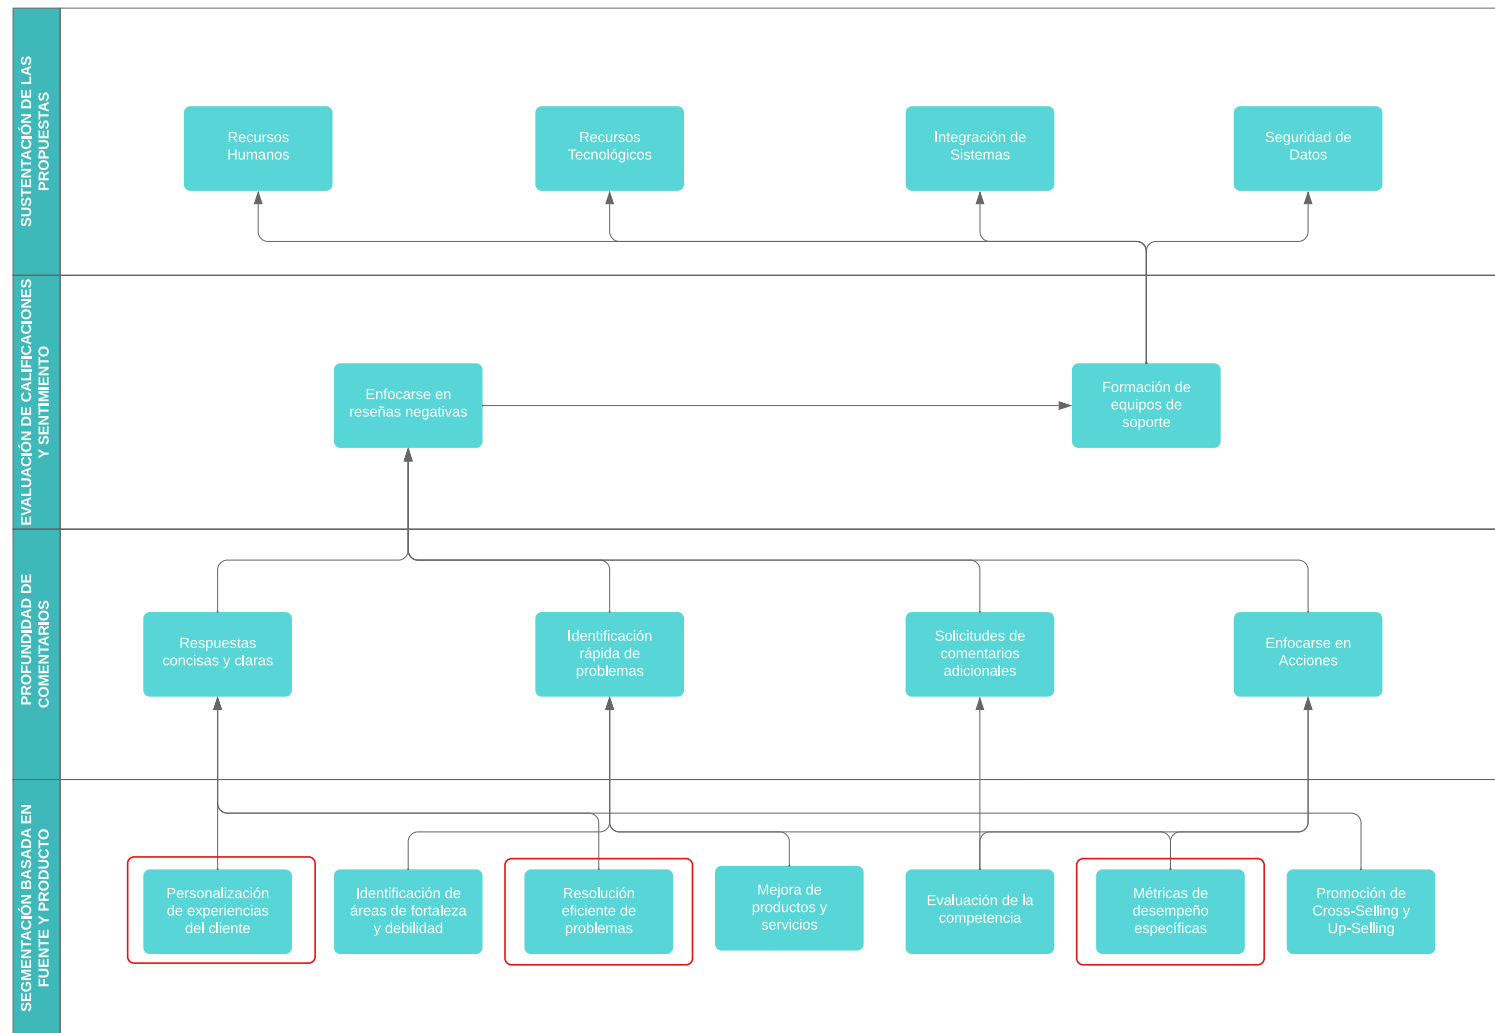 SUSTENTACIÓN DE LAS
PROPUESTAS
Recursos
Humanos
Recursos
Tecnológicos
Integración de
Sistemas
Seguridad de
Datos
EVALUACIÓN DE CALIFICACIONES
Y SENTIMIENTO
Enfocarse en
reseñas negativas
Formación de
equipos de
soporte
PROFUNDIDAD DE
COMENTARIOS
Respuestas
concisas y claras
Identificación
rápida de
problemas
Solicitudes de
comentarios
adicionales
Enfocarse en
Acciones
SEGMENTACIÓN BASADA EN
FUENTE Y PRODUCTO
Personalización
de experiencias
del cliente
Identificación de
áreas de fortaleza
y debilidad
Resolución
eficiente de
problemas
Mejora de
productos y
servicios
Evaluación de la
competencia
Métricas de
desempeño
específicas
Promoción de
Cross-Selling y
Up-Selling